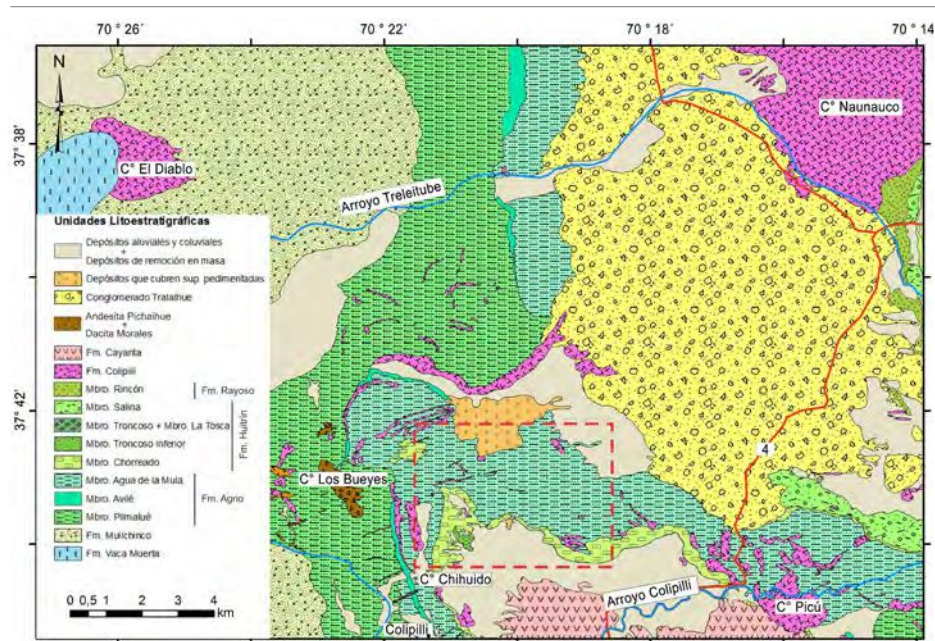 70° 26´
70° 22´
70° 18´
70° 14´
N
C° Naunauco
37° 38´
C° El Diablo
Arroyo Treleitube
Unidades Litoestratigráficas
Depósitos aluviales y coluviales
+
Depósitos de remoción en masa
Depósitos que cubren sup. pedimentadas
Conglomerado Tralalhue
Andesita Pichaihue
+
Dacita Morales
Fm. Cayanta
Fm. Colipilli
Mbro. Rincón
Fm. Rayoso
Mbro. Salina
Mbro. Troncoso + Mbro. La Tosca
Mbro. Troncoso Inferior
Mbro. Chorreado
Fm. Huitrín
Mbro. Agua de la Mula
Mbro. Avilé
Mbro. Pilmatué
Fm. Agrio
Fm. Mulichinco
Fm. Vaca Muerta
37° 42´
4
C° Los Bueyes
C° Chihuido
Arroyo Colipilli
C° Picú
Colipilli
0 0,5 1 2 3 4
km